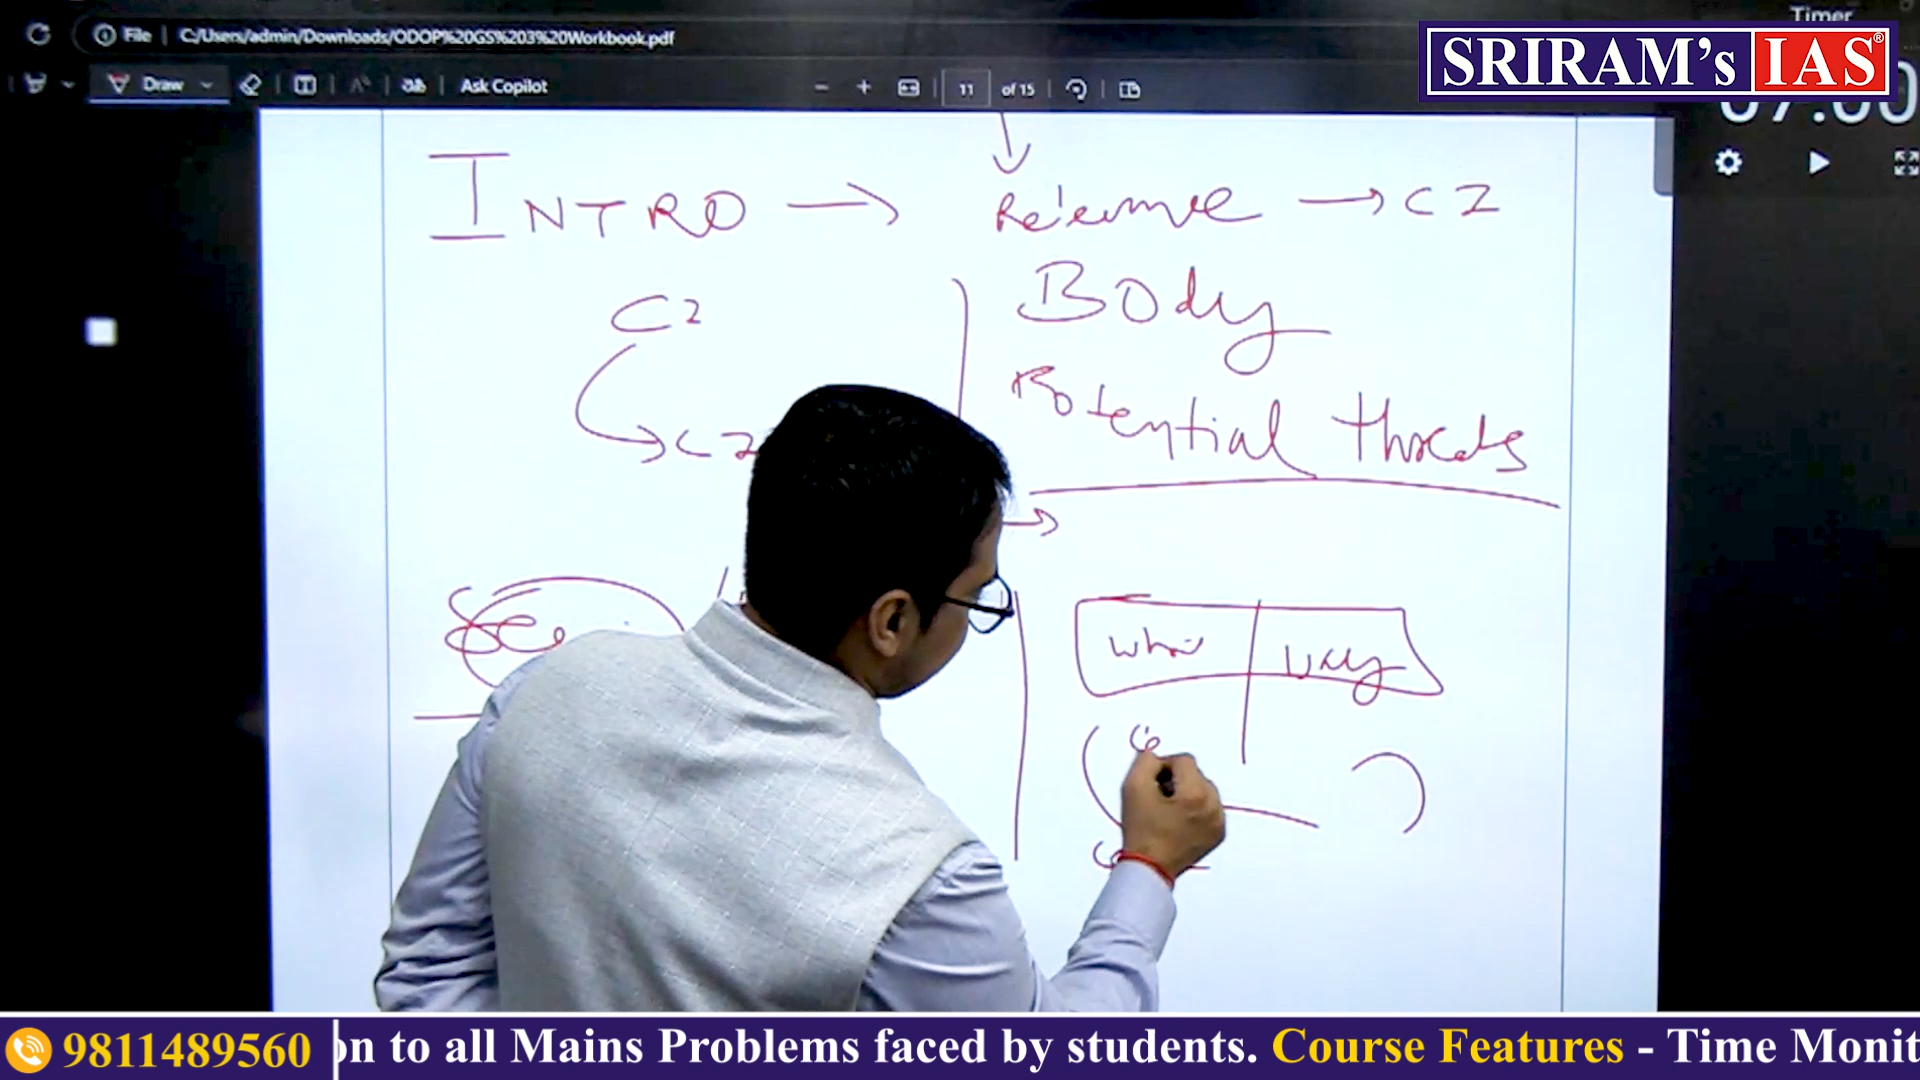 Timer
File | C:/Users/admin/Downloads/ODOP%20GS%203%20Workbook.pdf
SRIRAM's IAS
Draw
Ask Copilot
11 of 15
INTRO → Relevance → CZ
CZ
Body
CZ
Potential threats
why
9811489560
on to all Mains Problems faced by students. Course Features - Time Monit